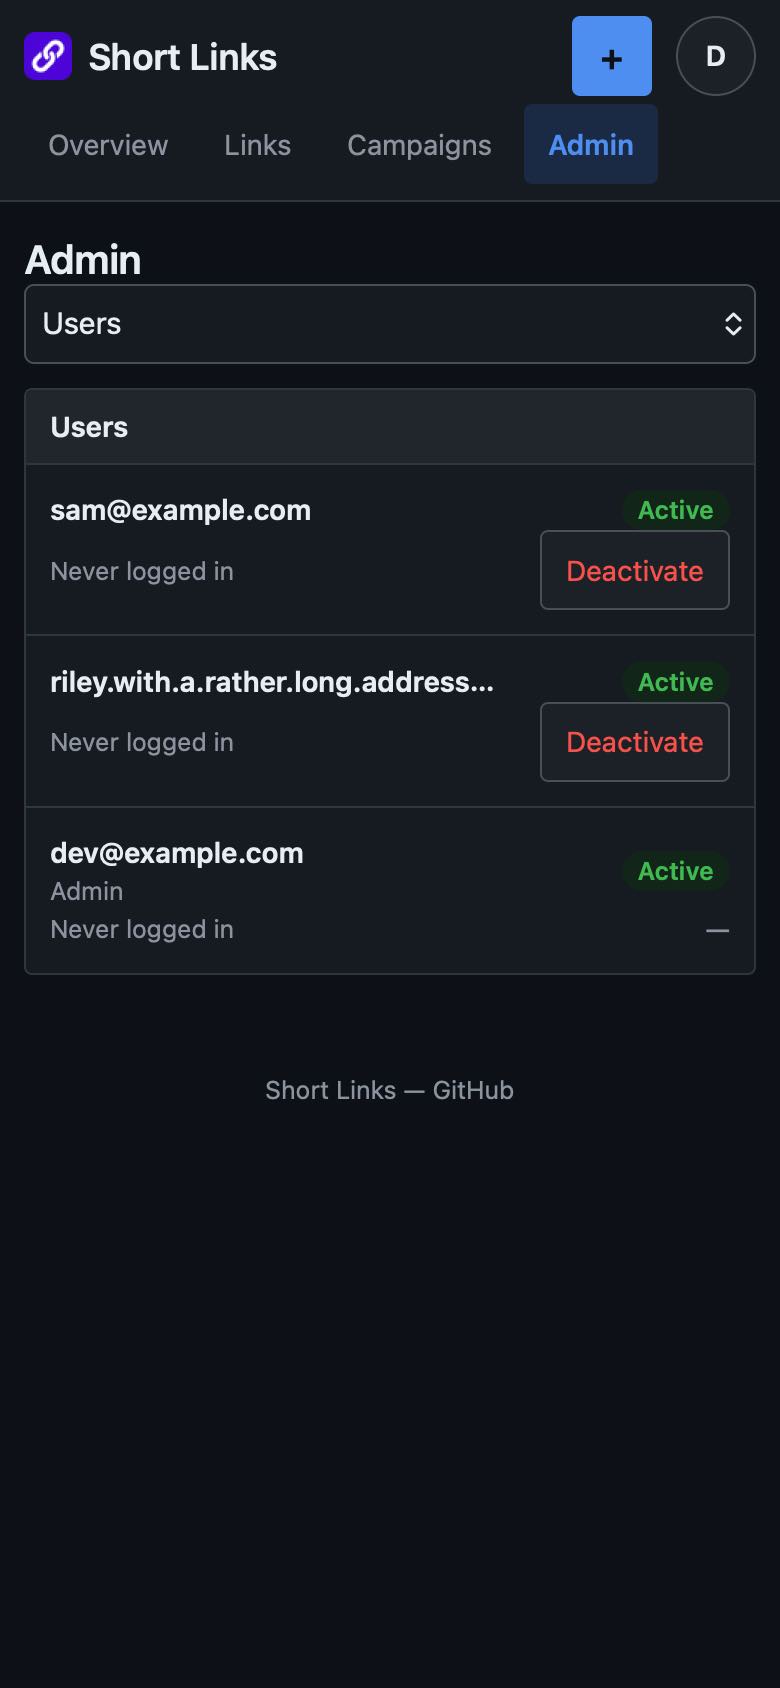 Short Links
+
D
Overview Links Campaigns Admin
Admin
Users
Users
sam@example.com Active
Never logged in Deactivate
riley.with.a.rather.long.address... Active
Never logged in Deactivate
dev@example.com Active
Admin
Never logged in —
Short Links — GitHub